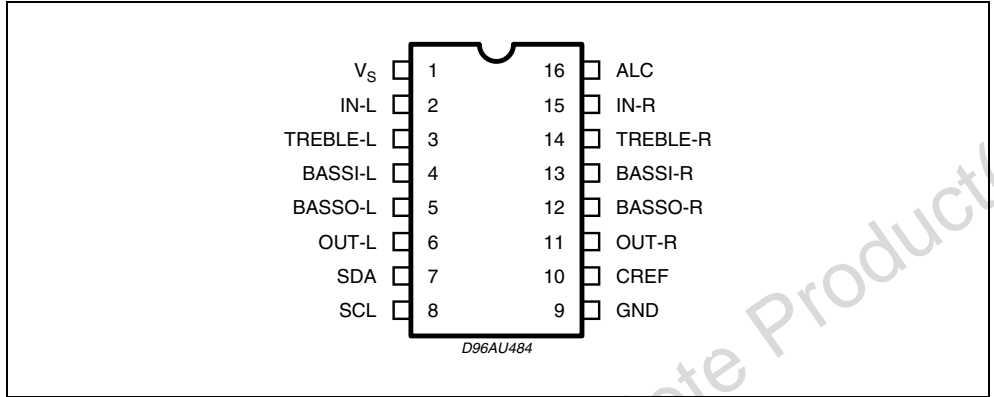 VS 1 16 ALC
IN-L 2 15 IN-R
TREBLE-L 3 14 TREBLE-R
BASSI-L 4 13 BASSI-R
BASSO-L 5 12 BASSO-R
OUT-L 6 11 OUT-R
SDA 7 10 CREF
SCL 8 9 GND
D96AU484